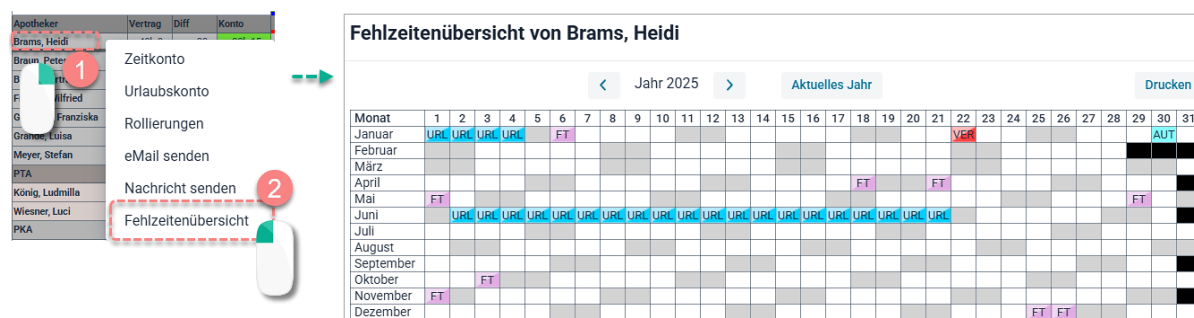 Apotheker Vertrag Diff Konto
Brams, Heidi
Braun, Pete
1
Wilfried
Franziska
Grande, Luisa
Meyer, Stefan
PTA
König, Ludmilla
Wiesner, Luci
PKA
Zeitkonto
Urlaubskonto
Rollierungen
eMail senden
Nachricht senden
2
Fehlzeitenübersicht
Fehlzeitenübersicht von Brams, Heidi
Jahr 2025 Aktuelles Jahr Drucken
Monat 1 2 3 4 5 6 7 8 9 10 11 12 13 14 15 16 17 18 19 20 21 22 23 24 25 26 27 28 29 30 31
Januar URL URL URL URL FT VER AUT
Februar
März
April FT FT
Mai FT FT
Juni URL URL URL URL URL URL URL URL URL URL URL URL URL URL URL URL URL URL URL URL
Juli
August
September
Oktober FT
November FT
Dezember FT FT